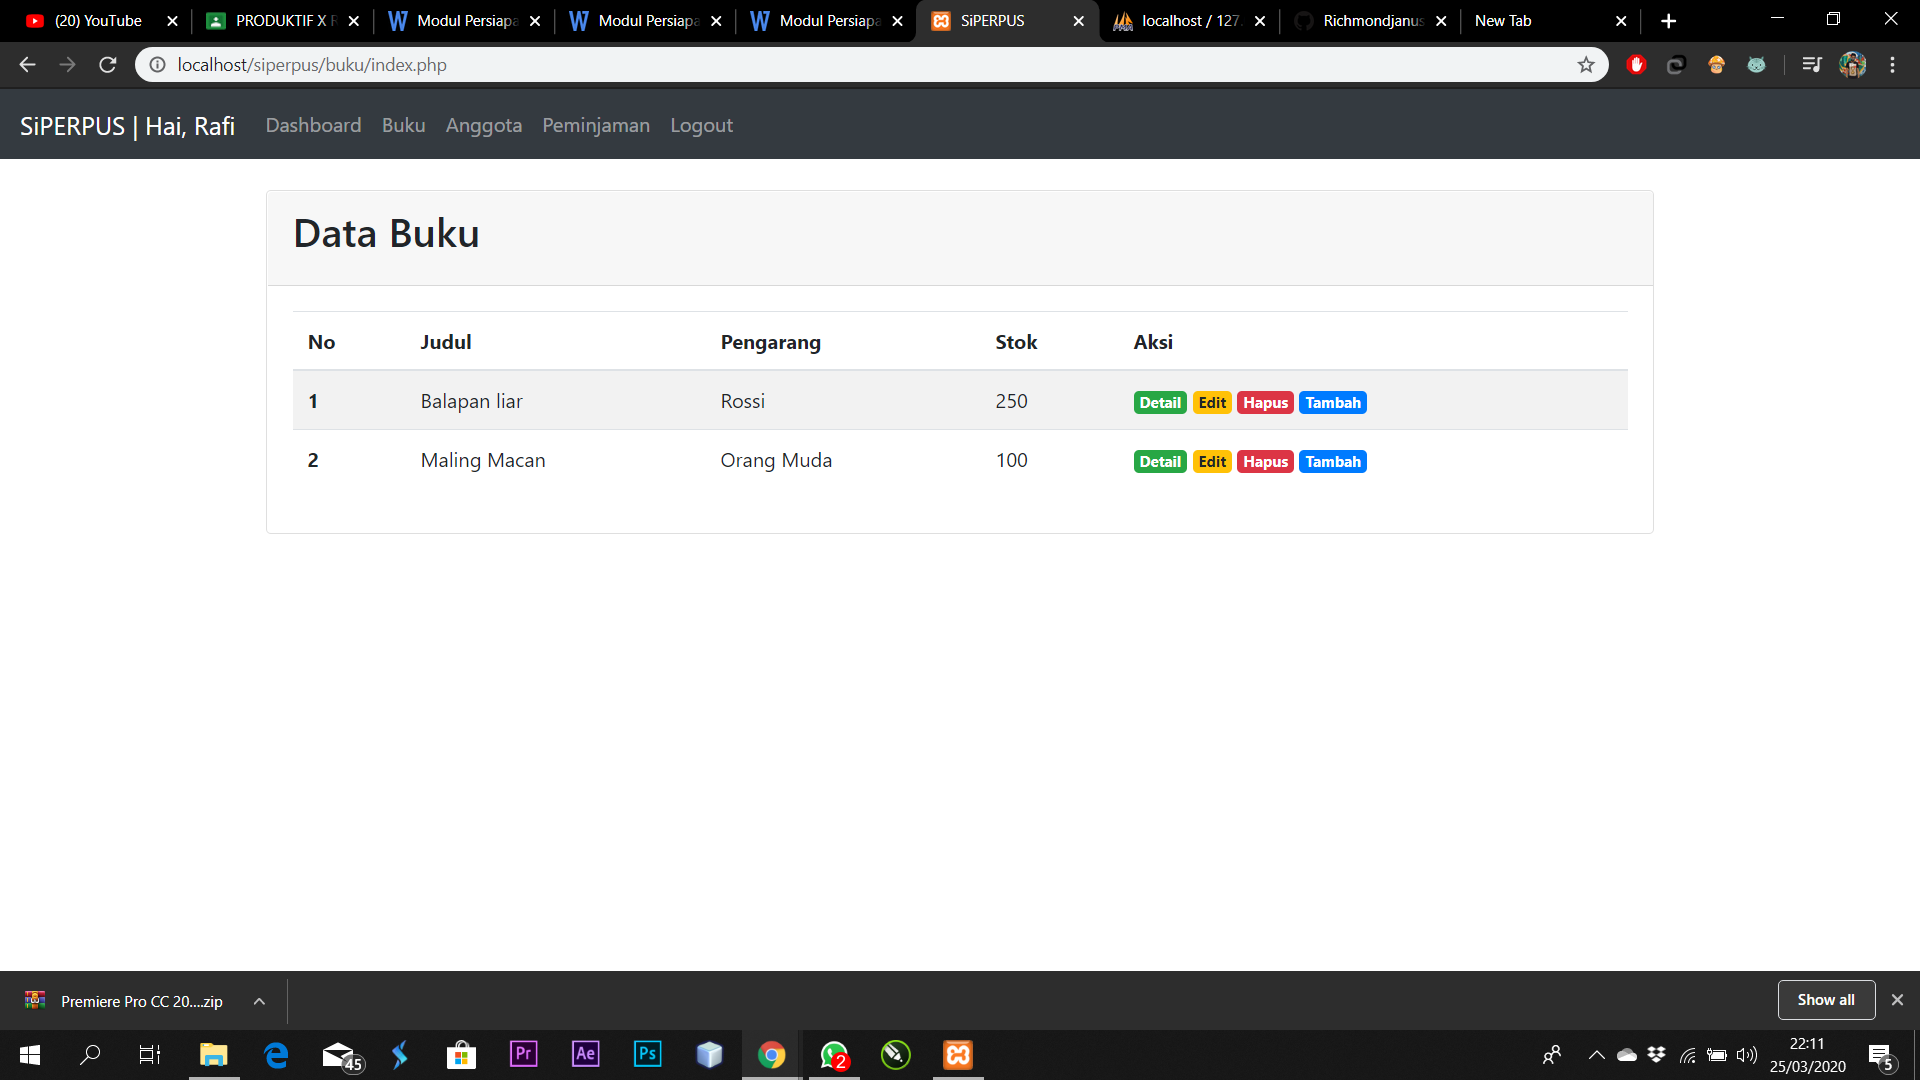 (20) YouTube
PRODUKTIF X R
Modul Persiapa
Modul Persiapa
Modul Persiapa
SiPERPUS
localhost / 127.
Richmondjanus
New Tab
localhost/siperpus/buku/index.php
SiPERPUS | Hai, Rafi Dashboard Buku Anggota Peminjaman Logout
Data Buku
No Judul Pengarang Stok Aksi
1 Balapan liar Rossi 250 Detail Edit Hapus Tambah
2 Maling Macan Orang Muda 100 Detail Edit Hapus Tambah
Premiere Pro CC 20....zip
Show all
45
Pr
Ae
Ps
2
22:11
25/03/2020
5